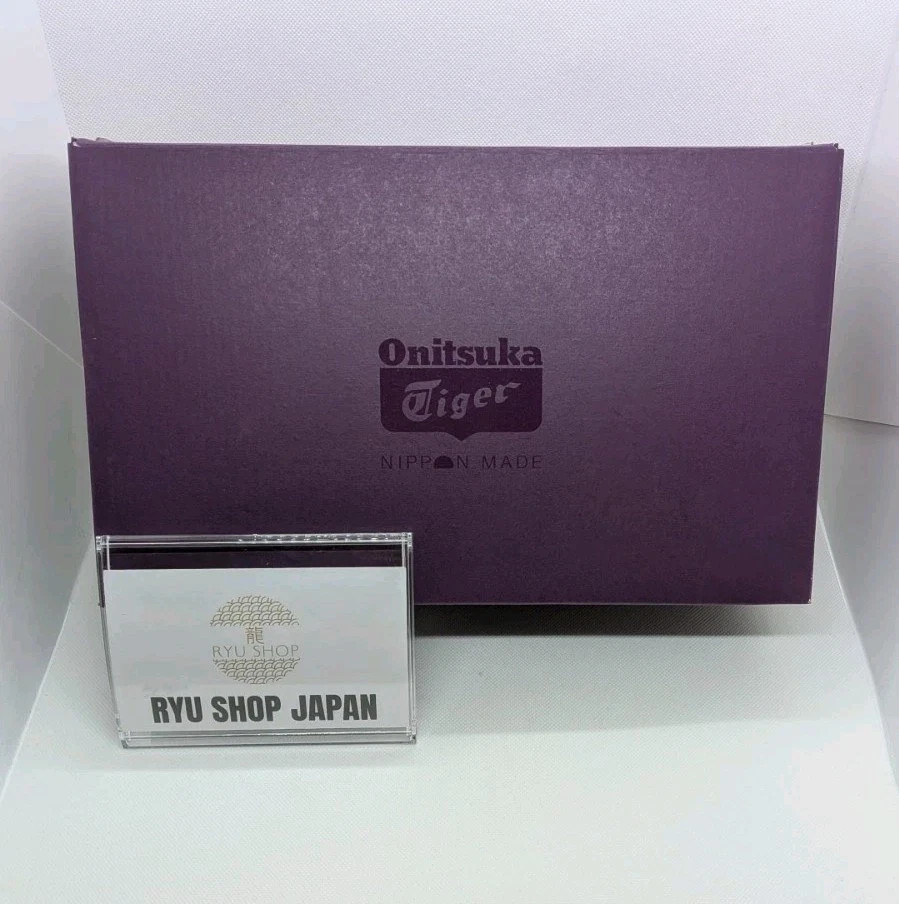 Onitsuka
Tiger
NIPPON MADE
龍
RYU SHOP
RYU SHOP JAPAN